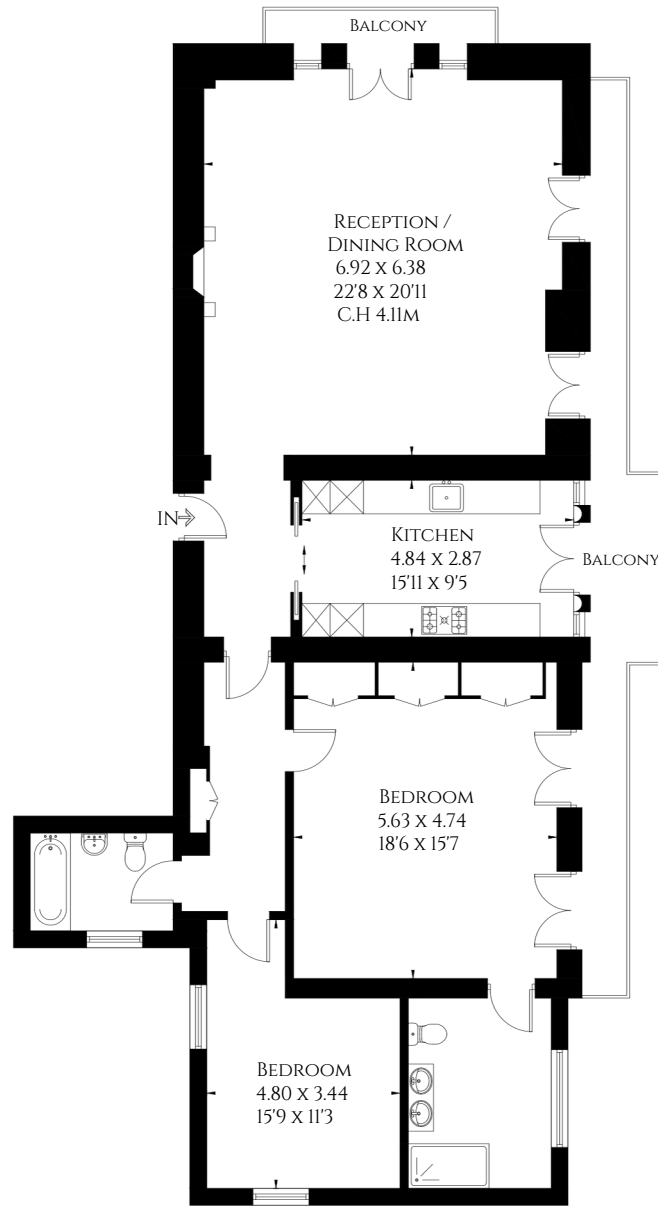 BALCONY
RECEPTION /
DINING ROOM
6.92 X 6.38
22'8 X 20'11
C.H 4.11M
IN
KITCHEN
4.84 X 2.87
15'11 X 9'5
BALCONY
BEDROOM
5.63 X 4.74
18'6 X 15'7
BEDROOM
4.80 X 3.44
15'9 X 11'3